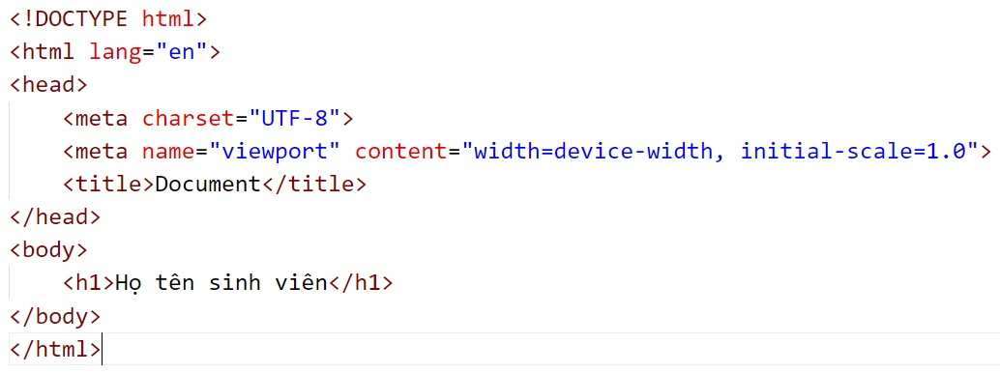 <!DOCTYPE html>
<html lang="en">
<head>
    <meta charset="UTF-8">
    <meta name="viewport" content="width=device-width, initial-scale=1.0">
    <title>Document</title>
</head>
<body>
    <h1>Họ tên sinh viên</h1>
</body>
</html>